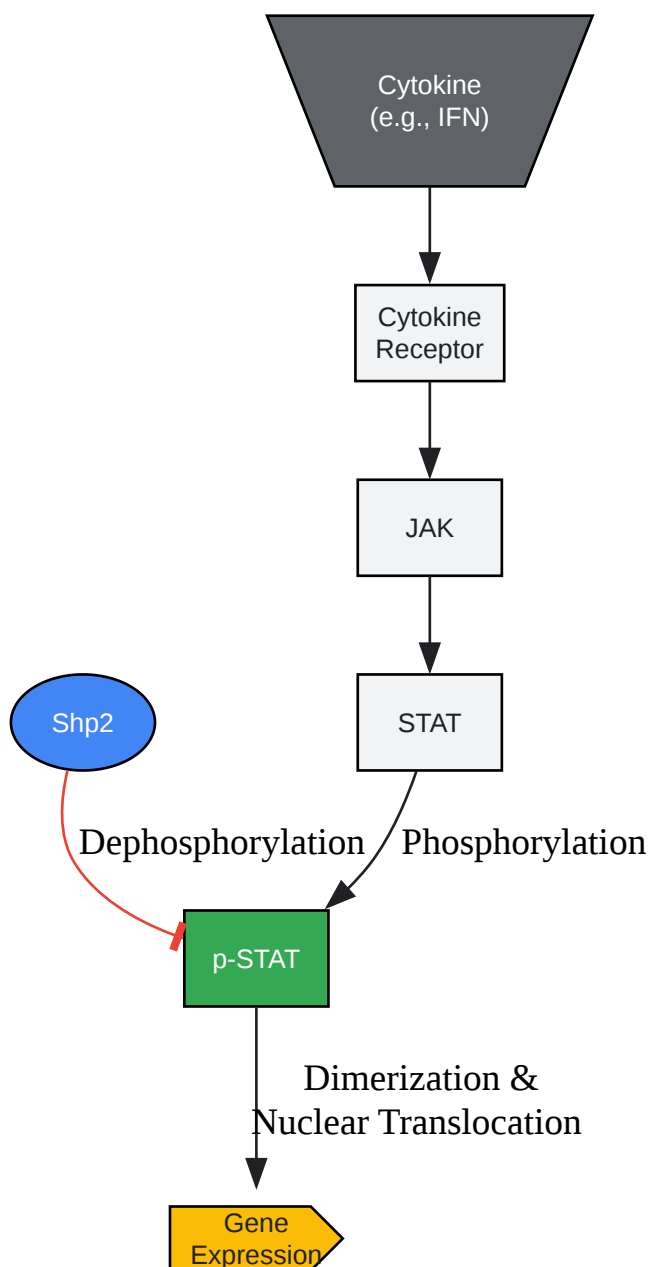 Cytokine
(e.g., IFN)
Cytokine
Receptor
JAK
Shp2
STAT
Dephosphorylation
Phosphorylation
p-STAT
Dimerization &
Nuclear Translocation
Gene
Expression